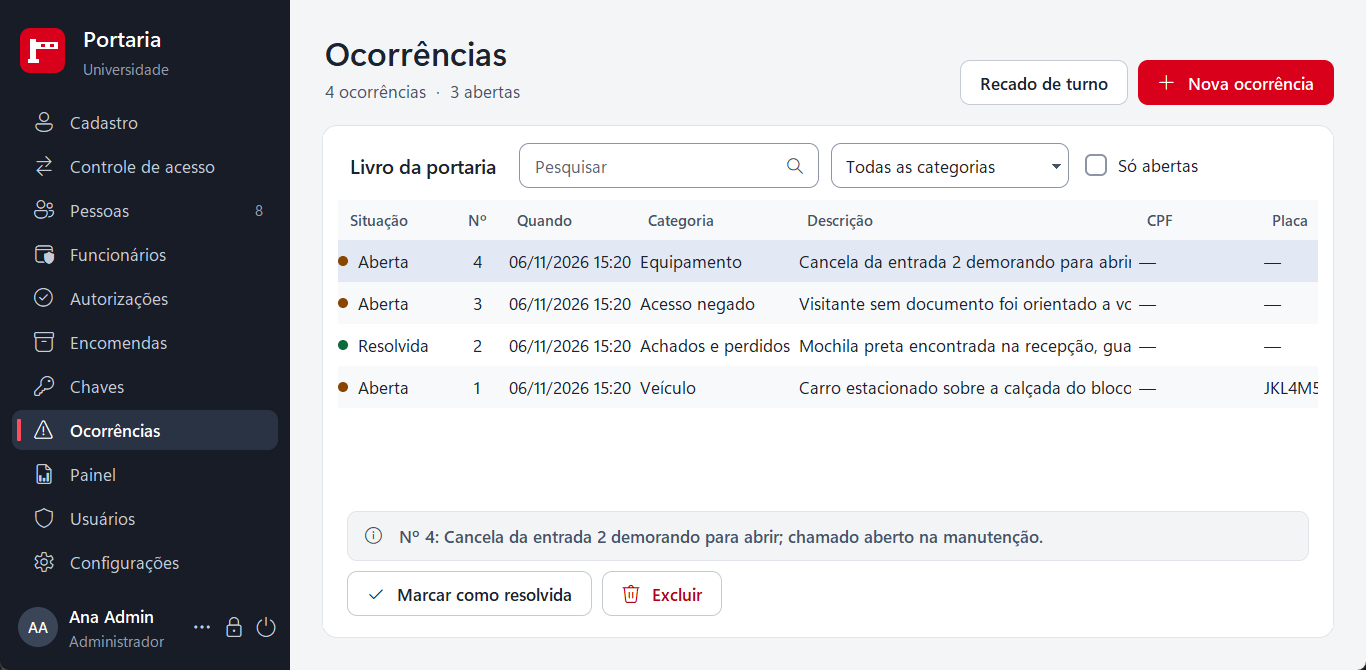 Portaria
Universidade
Cadastro
Controle de acesso
Pessoas 8
Funcionários
Autorizações
Encomendas
Chaves
Ocorrências
Painel
Usuários
Configurações
AA
Ana Admin
Administrador
Ocorrências
4 ocorrências · 3 abertas
Recado de turno
Nova ocorrência
Livro da portaria
Pesquisar
Todas as categorias
Só abertas
Situação Nº Quando Categoria Descrição CPF Placa
Aberta 4 06/11/2026 15:20 Equipamento Cancela da entrada 2 demorando para abrir — —
Aberta 3 06/11/2026 15:20 Acesso negado Visitante sem documento foi orientado a vo — —
Resolvida 2 06/11/2026 15:20 Achados e perdidos Mochila preta encontrada na recepção, gua — —
Aberta 1 06/11/2026 15:20 Veículo Carro estacionado sobre a calçada do bloco — JKL4M5
Nº 4: Cancela da entrada 2 demorando para abrir; chamado aberto na manutenção.
Marcar como resolvida
Excluir